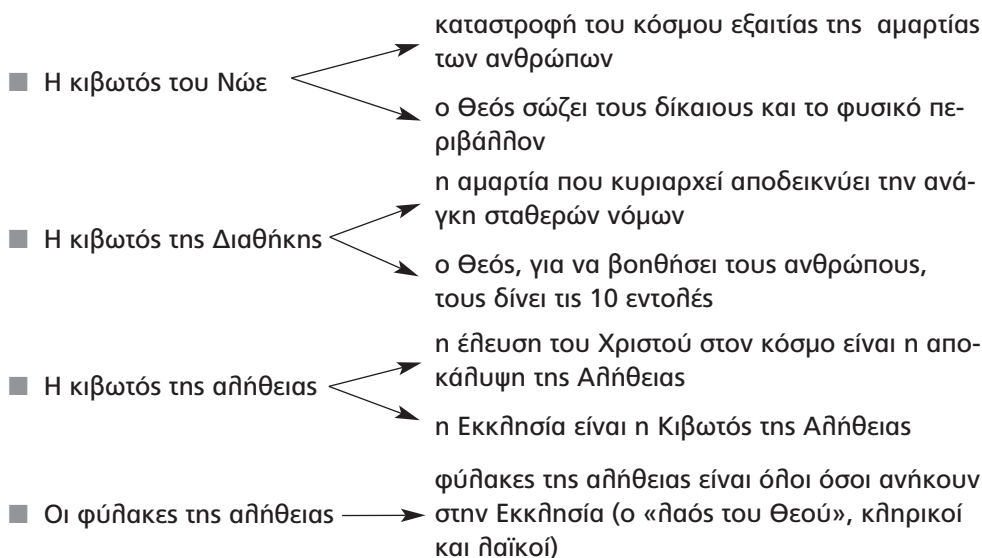 καταστροφή του κόσμου εξαιτίας της αμαρτίας
των ανθρώπων
■ Η κιβωτός του Νώε
ο Θεός σώζει τους δίκαιους και το φυσικό πε-
ριβάλλον
η αμαρτία που κυριαρχεί αποδεικνύει την ανά-
γκη σταθερών νόμων
■ Η κιβωτός της Διαθήκης
ο Θεός, για να βοηθήσει τους ανθρώπους,
τους δίνει τις 10 εντολές
η έλευση του Χριστού στον κόσμο είναι η απο-
κάλυψη της Αλήθειας
■ Η κιβωτός της αλήθειας
η Εκκλησία είναι η Κιβωτός της Αλήθειας
φύλακες της αλήθειας είναι όλοι όσοι ανήκουν
■ Οι φύλακες της αλήθειας
στην Εκκλησία (ο «λαός του Θεού», κληρικοί
και λαϊκοί)